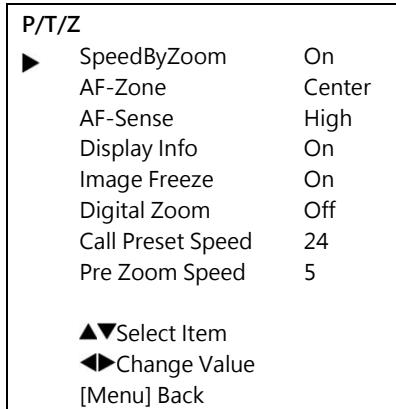 P/T/Z
▶ SpeedByZoom On
AF-Zone Center
AF-Sense High
Display Info On
Image Freeze On
Digital Zoom Off
Call Preset Speed 24
Pre Zoom Speed 5
▲▼Select Item
◀▶Change Value
[Menu] Back